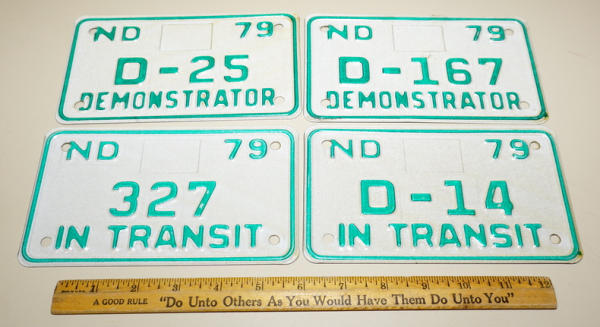 ND 79
D-25
DEMONSTRATOR
ND 79
D-167
DEMONSTRATOR
ND 79
327
IN TRANSIT
ND 79
D-14
IN TRANSIT
1 2 3 4 5 6 7 8 9 10 11 12
A GOOD RULE "Do Unto Others As You Would Have Them Do Unto You"